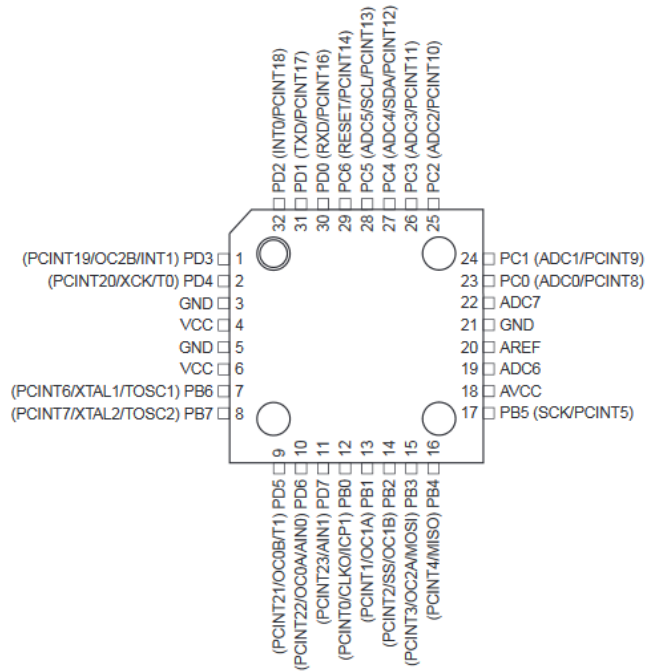 PD2 (INT0/PCINT18)
PD1 (TXD/PCINT17)
PD0 (RXD/PCINT16)
PC6 (RESET/PCINT14)
PC5 (ADC5/SCL/PCINT13)
PC4 (ADC4/SDA/PCINT12)
PC3 (ADC3/PCINT11)
PC2 (ADC2/PCINT10)
32 31 30 29 28 27 26 25
(PCINT19/OC2B/INT1) PD3 1
(PCINT20/XCK/T0) PD4 2
GND 3
VCC 4
GND 5
VCC 6
(PCINT6/XTAL1/TOSC1) PB6 7
(PCINT7/XTAL2/TOSC2) PB7 8
24 PC1 (ADC1/PCINT9)
23 PC0 (ADC0/PCINT8)
22 ADC7
21 GND
20 AREF
19 ADC6
18 AVCC
17 PB5 (SCK/PCINT5)
9 10 11 12 13 14 15 16
(PCINT21/OC0B/T1) PD5
(PCINT22/OC0A/AIN0) PD6
(PCINT23/AIN1) PD7
(PCINT0/CLKO/ICP1) PB0
(PCINT1/OC1A) PB1
(PCINT2/SS/OC1B) PB2
(PCINT3/OC2A/MOSI) PB3
(PCINT4/MISO) PB4